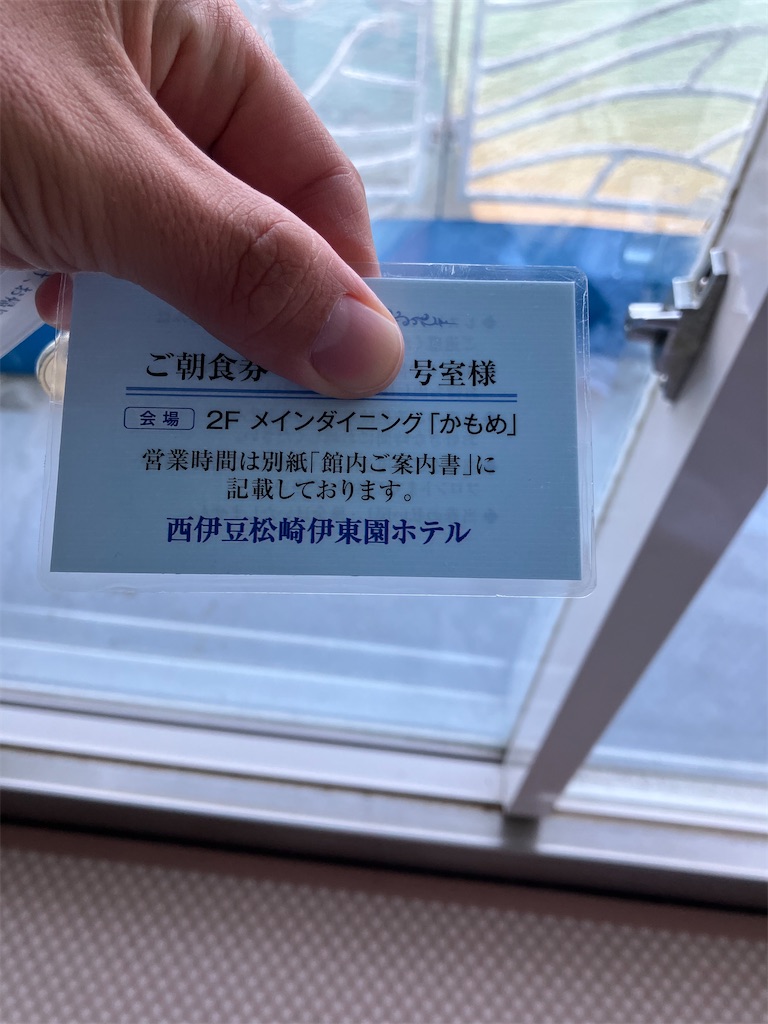 ご朝食券 号室様
会場 2F メインダイニング「かもめ」
営業時間は別紙「館内ご案内書」に
記載しております。
西伊豆松崎伊東園ホテル